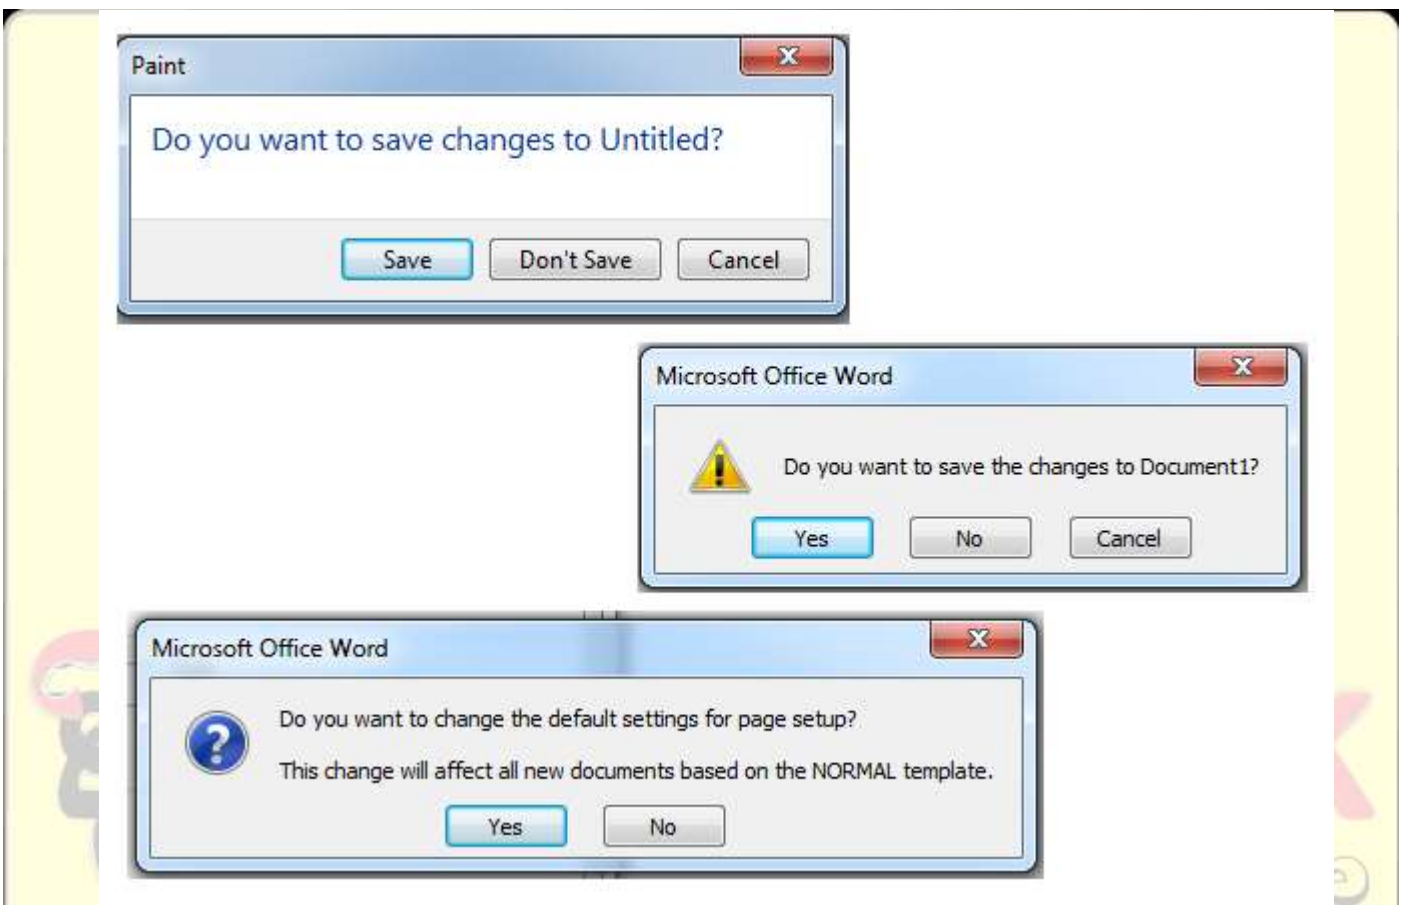 Paint
Do you want to save changes to Untitled?
Save Don't Save Cancel
Microsoft Office Word
Do you want to save the changes to Document1?
Yes No Cancel
Microsoft Office Word
Do you want to change the default settings for page setup?
This change will affect all new documents based on the NORMAL template.
Yes No